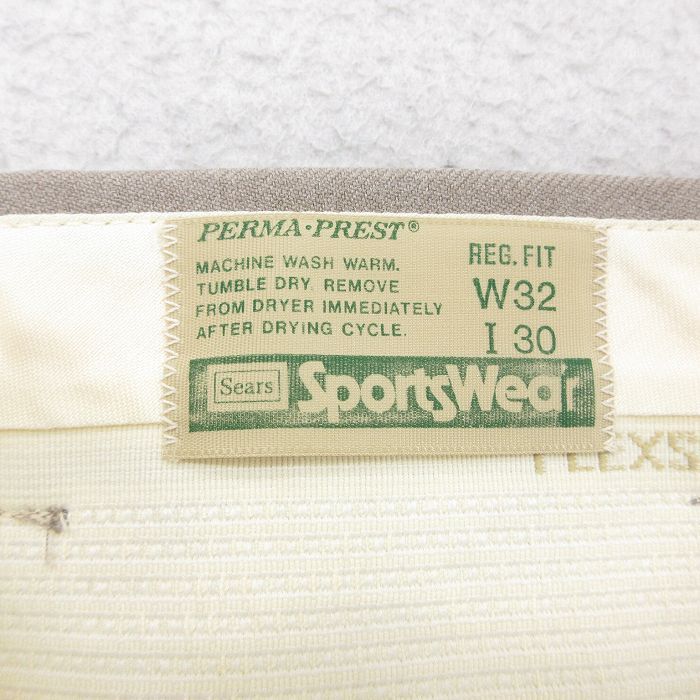 PERMA·PREST®
MACHINE WASH WARM.
TUMBLE DRY. REMOVE
FROM DRYER IMMEDIATELY
AFTER DRYING CYCLE.
REG. FIT
W32
I 30
Sears
SportsWear